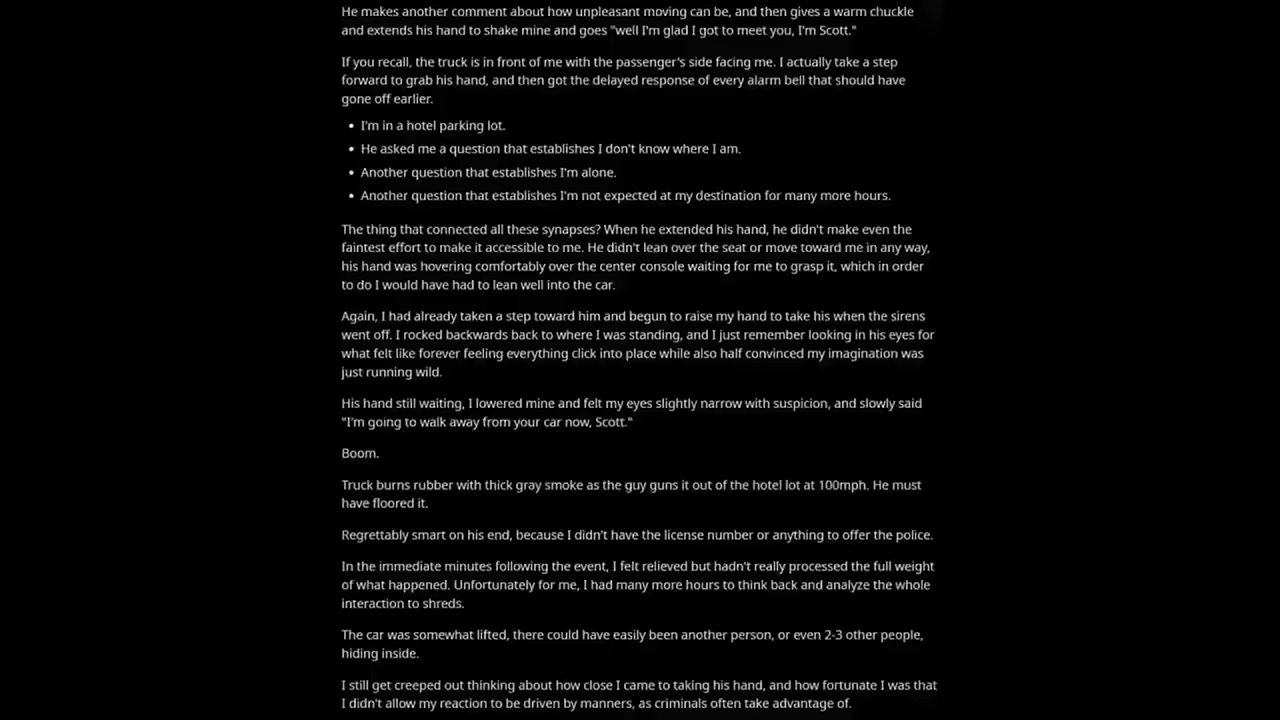 He makes another comment about how unpleasant moving can be, and then gives a warm chuckle
and extends his hand to shake mine and goes "well I'm glad I got to meet you, I'm Scott."
If you recall, the truck is in front of me with the passenger's side facing me. I actually take a step
forward to grab his hand, and then got the delayed response of every alarm bell that should have
gone off earlier.
• I'm in a hotel parking lot.
• He asked me a question that establishes I don't know where I am.
• Another question that establishes I'm alone.
• Another question that establishes I'm not expected at my destination for many more hours.
The thing that connected all these synapses? When he extended his hand, he didn't make even the
faintest effort to make it accessible to me. He didn't lean over the seat or move toward me in any way,
his hand was hovering comfortably over the center console waiting for me to grasp it, which in order
to do I would have had to lean well into the car.
Again, I had already taken a step toward him and begun to raise my hand to take his when the sirens
went off. I rocked backwards back to where I was standing, and I just remember looking in his eyes for
what felt like forever feeling everything click into place while also half convinced my imagination was
just running wild.
His hand still waiting, I lowered mine and felt my eyes slightly narrow with suspicion, and slowly said
"I'm going to walk away from your car now, Scott."
Boom.
Truck burns rubber with thick gray smoke as the guy guns it out of the hotel lot at 100mph. He must
have floored it.
Regrettably smart on his end, because I didn't have the license number or anything to offer the police.
In the immediate minutes following the event, I felt relieved but hadn't really processed the full weight
of what happened. Unfortunately for me, I had many more hours to think back and analyze the whole
interaction to shreds.
The car was somewhat lifted, there could have easily been another person, or even 2-3 other people,
hiding inside.
I still get creeped out thinking about how close I came to taking his hand, and how fortunate I was that
I didn't allow my reaction to be driven by manners, as criminals often take advantage of.